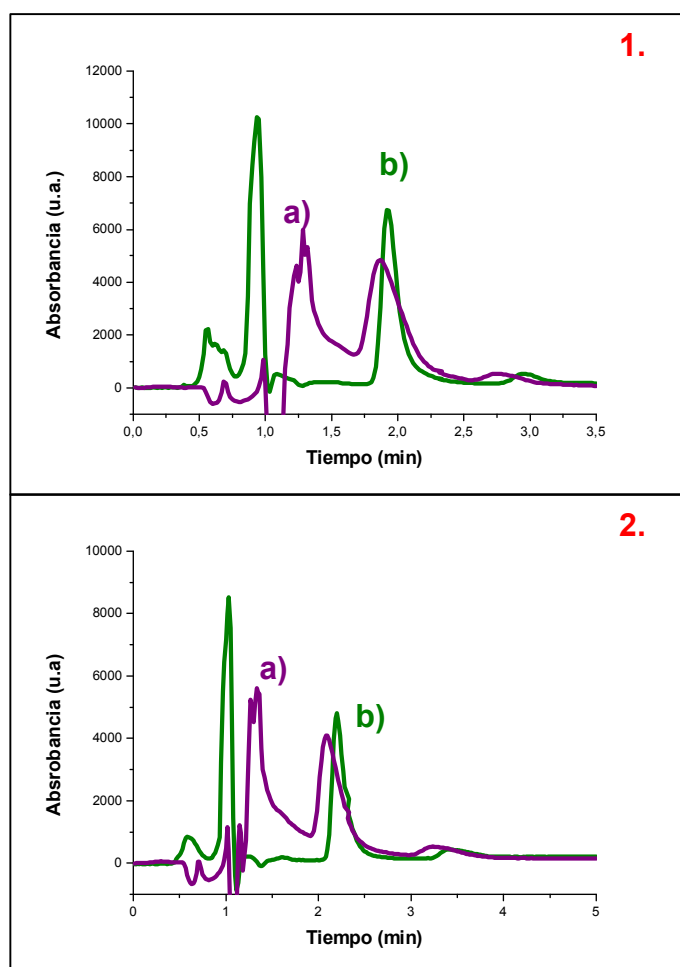 1.
12000
10000
8000
6000
4000
2000
0
a)
b)
Absorbancia (u.a.)
0,0 0,5 1,0 1,5 2,0 2,5 3,0 3,5
Tiempo (min)
2.
10000
8000
6000
4000
2000
0
a)
b)
Absrobancia (u.a)
0 1 2 3 4 5
Tiempo (min)